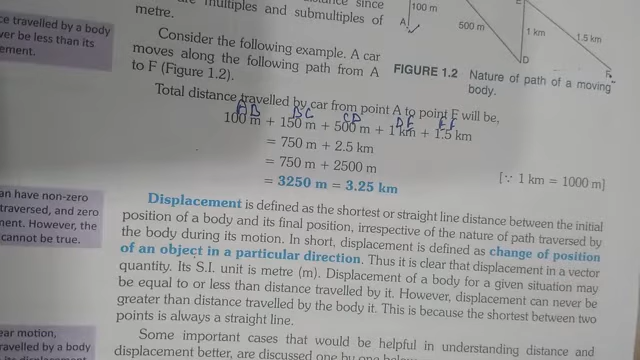 ce travelled by a body
ver be less than its
ement.
multiples and submultiples of
metre.
Consider the following example. A car
moves along the following path from A
to F (Figure 1.2).
100 m
A
500 m
1 km
1.5 km
D
FIGURE 1.2 Nature of path of a moving
body.
Total distance travelled by car from point A to point F will be,
AB BC CD DE EF
100 m + 150 m + 500 m + 1 km + 1.5 km
= 750 m + 2.5 km
= 750 m + 2500 m
= 3250 m = 3.25 km
[∵ 1 km = 1000 m]
an have non-zero
traversed, and zero
ment. However, the
cannot be true.
Displacement is defined as the shortest or straight line distance between the initial
position of a body and its final position, irrespective of the nature of path traversed by
the body during its motion. In short, displacement is defined as change of position
of an object in a particular direction. Thus it is clear that displacement in a vector
quantity. Its S.I. unit is metre (m). Displacement of a body for a given situation may
be equal to or less than distance travelled by it. However, displacement can never be
greater than distance travelled by the body it. This is because the shortest between two
points is always a straight line.
ear motion,
ravelled by a body
Some important cases that would be helpful in understanding distance and
displacement better, are discussed one by one